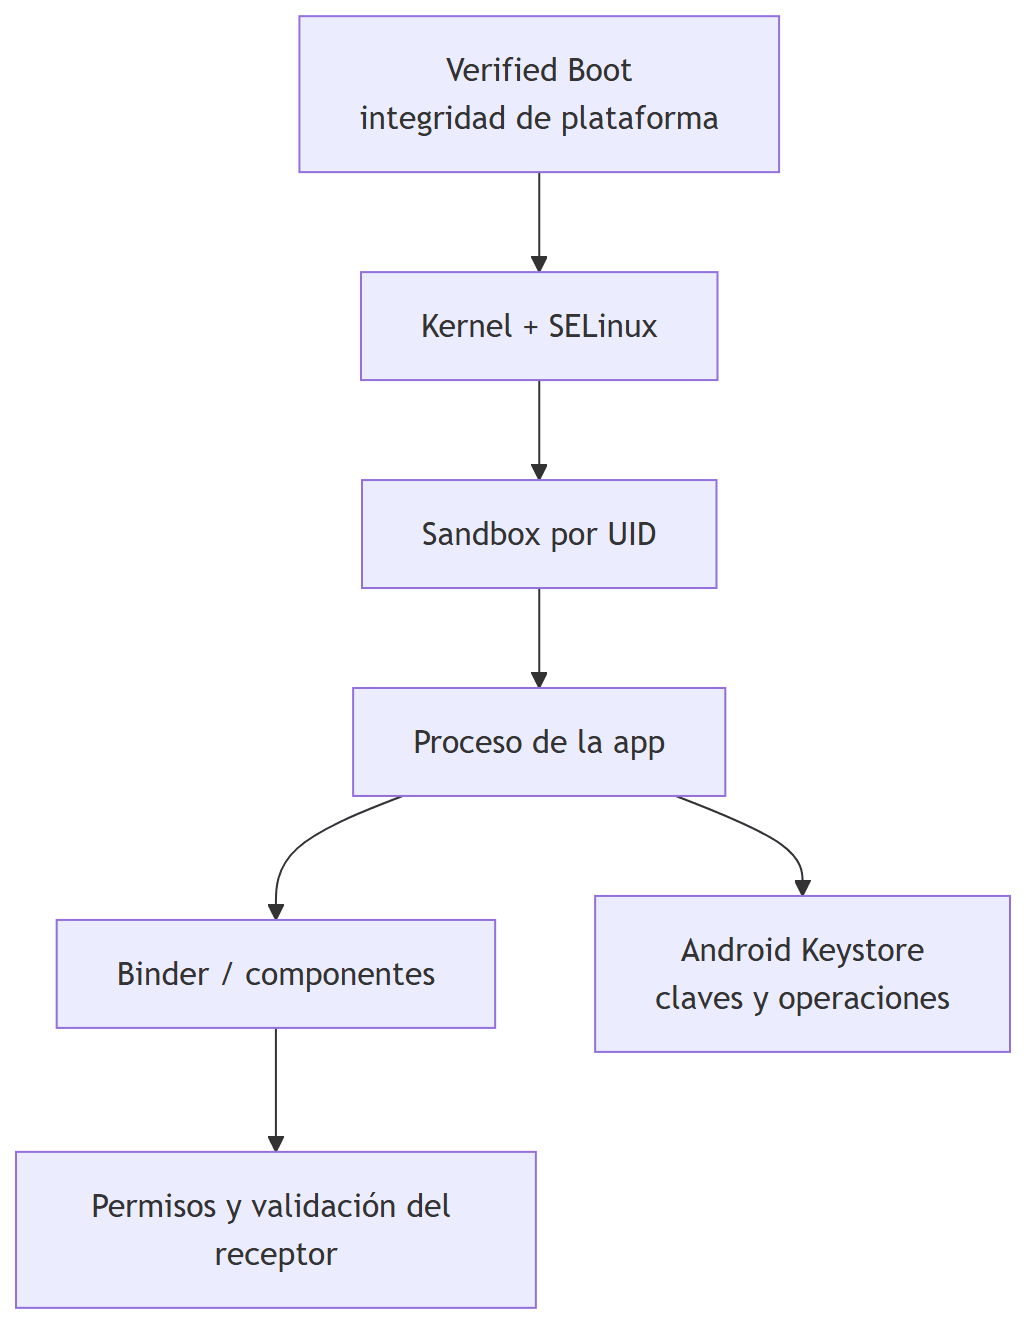 Verified Boot
integridad de plataforma
Kernel + SELinux
Sandbox por UID
Proceso de la app
Binder / componentes
Android Keystore
claves y operaciones
Permisos y validación del
receptor